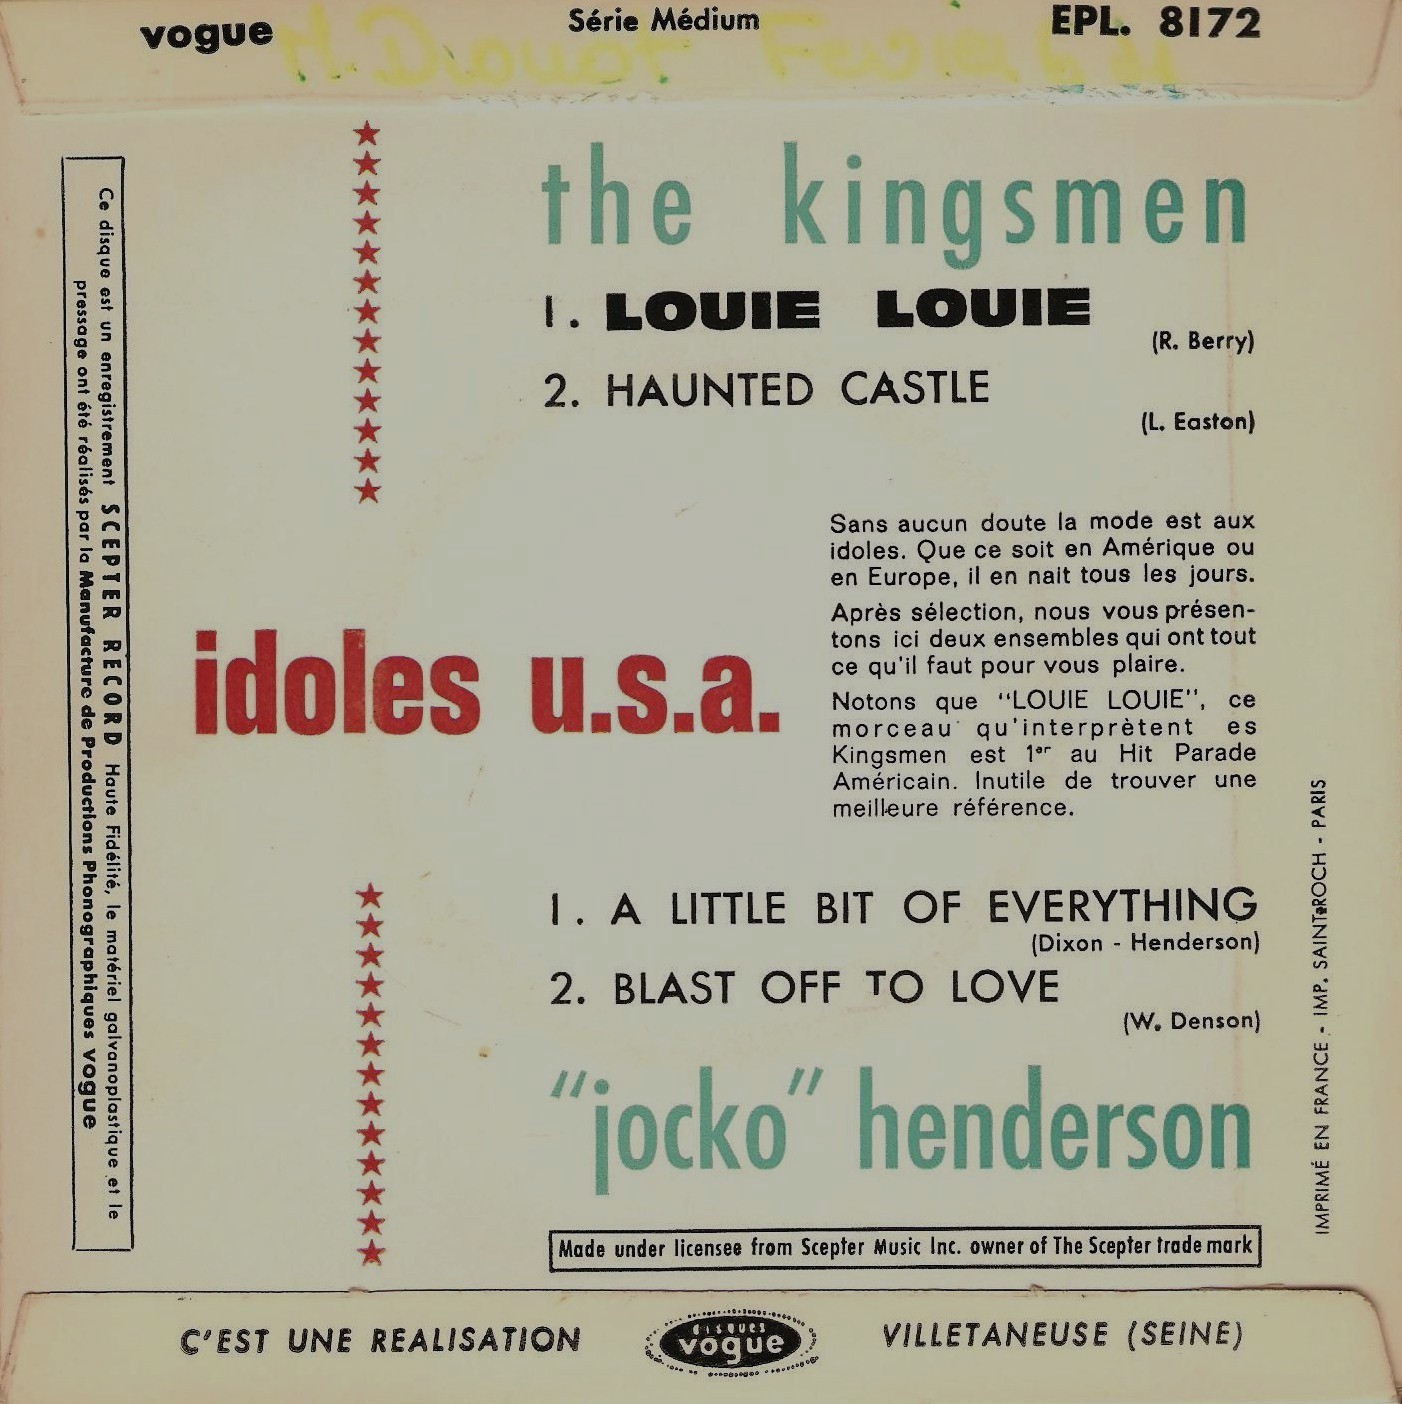 vogue
Série Médium
EPL. 8172
the kingsmen
1. LOUIE LOUIE
(R. Berry)
2. HAUNTED CASTLE
(L. Easton)
Sans aucun doute la mode est aux
idoles. Que ce soit en Amérique ou
en Europe, il en nait tous les jours.
Après sélection, nous vous présen-
tons ici deux ensembles qui ont tout
ce qu'il faut pour vous plaire.
Notons que "LOUIE LOUIE", ce
morceau qu'interprètent es
Kingsmen est 1er au Hit Parade
Américain. Inutile de trouver une
meilleure référence.
idoles u.s.a.
1. A LITTLE BIT OF EVERYTHING
(Dixon - Henderson)
2. BLAST OFF TO LOVE
(W. Denson)
"jocko" henderson
Made under licensee from Scepter Music Inc. owner of The Scepter trade mark
Ce disque est un enregistrement SCEPTER RECORD Haute Fidélité, le matériel galvanoplastique et le
pressage ont été réalisés par la Manufacture de Productions Phonographiques vogue
IMPRIMÉ EN FRANCE - IMP. SAINT-ROCH - PARIS
C'EST UNE REALISATION
DISQUES
vogue
VILLETANEUSE (SEINE)